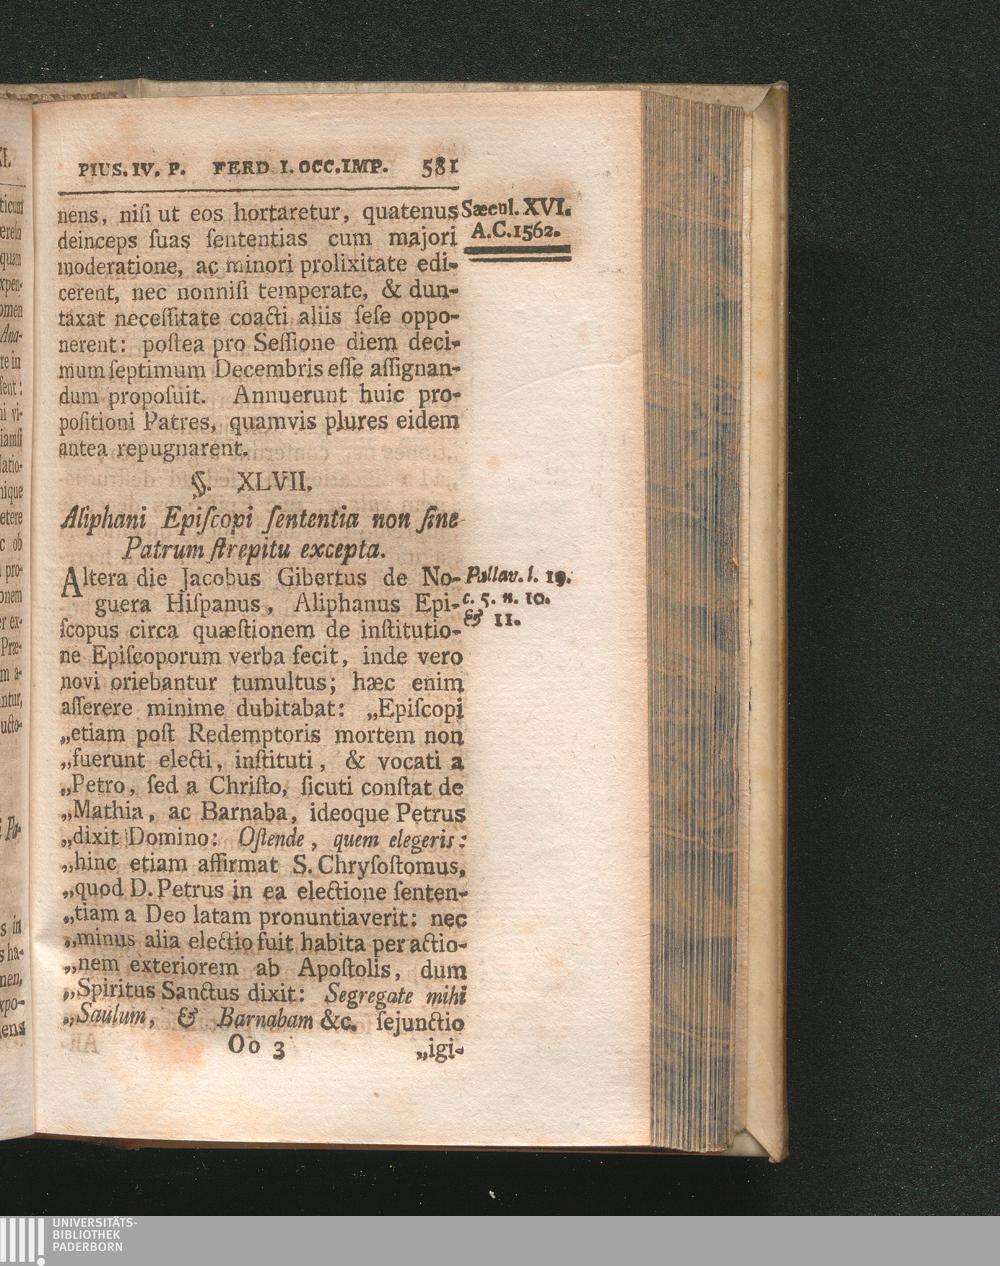 PIUS. IV. P. FERD I. OCC. IMP. 581
nens, niſi ut eos hortaretur, quatenus
deinceps ſuas ſententias cum majori
moderatione, ac minori prolixitate edi-
cerent, nec nonniſi temperate, & dun-
taxat neceſſitate coacti aliis ſeſe oppo-
nerent: poſtea pro Seſſione diem deci-
mum ſeptimum Decembris eſſe aſſignan-
dum propoſuit. Annuerunt huic pro-
poſitioni Patres, quamvis plures eidem
antea repugnarent.
Sæcul. XVI.
A.C. 1562.
§. XLVII.
Aliphani Epiſcopi ſententia non ſine
Patrum ſtrepitu excepta.
Altera die Jacobus Gibertus de No-
guera Hiſpanus, Aliphanus Epi-
ſcopus circa quæſtionem de inſtitutio-
ne Epiſcoporum verba fecit, inde vero
novi oriebantur tumultus; hæc enim
aſſerere minime dubitabat: „Epiſcopi
„etiam poſt Redemptoris mortem non
„fuerunt electi, inſtituti, & vocati a
„Petro, ſed a Chriſto, ſicuti conſtat de
„Mathia, ac Barnaba, ideoque Petrus
„dixit Domino: Oſtende, quem elegeris:
„hinc etiam affirmat S. Chryſoſtomus,
„quod D. Petrus in ea electione ſenten-
„tiam a Deo latam pronuntiaverit: nec
„minus alia electio fuit habita per actio-
„nem exteriorem ab Apoſtolis, dum
„Spiritus Sanctus dixit: Segregate mihi
„Saulum, & Barnabam &c. ſejunctio
Pallav. l. 19.
c. 5. n. 10.
& 11.
Oo 3 „igi-
UNIVERSITÄTS-
BIBLIOTHEK
PADERBORN